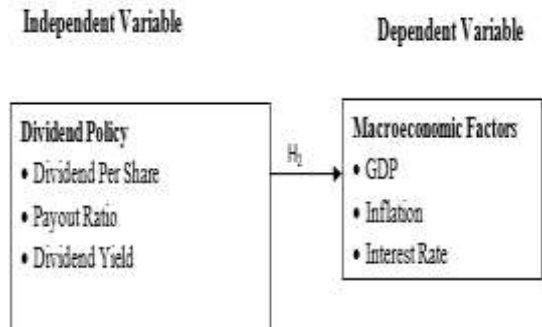 Independent Variable
Dependent Variable
Dividend Policy
• Dividend Per Share
• Payout Ratio
• Dividend Yield
H₂
Macroeconomic Factors
• GDP
• Inflation
• Interest Rate